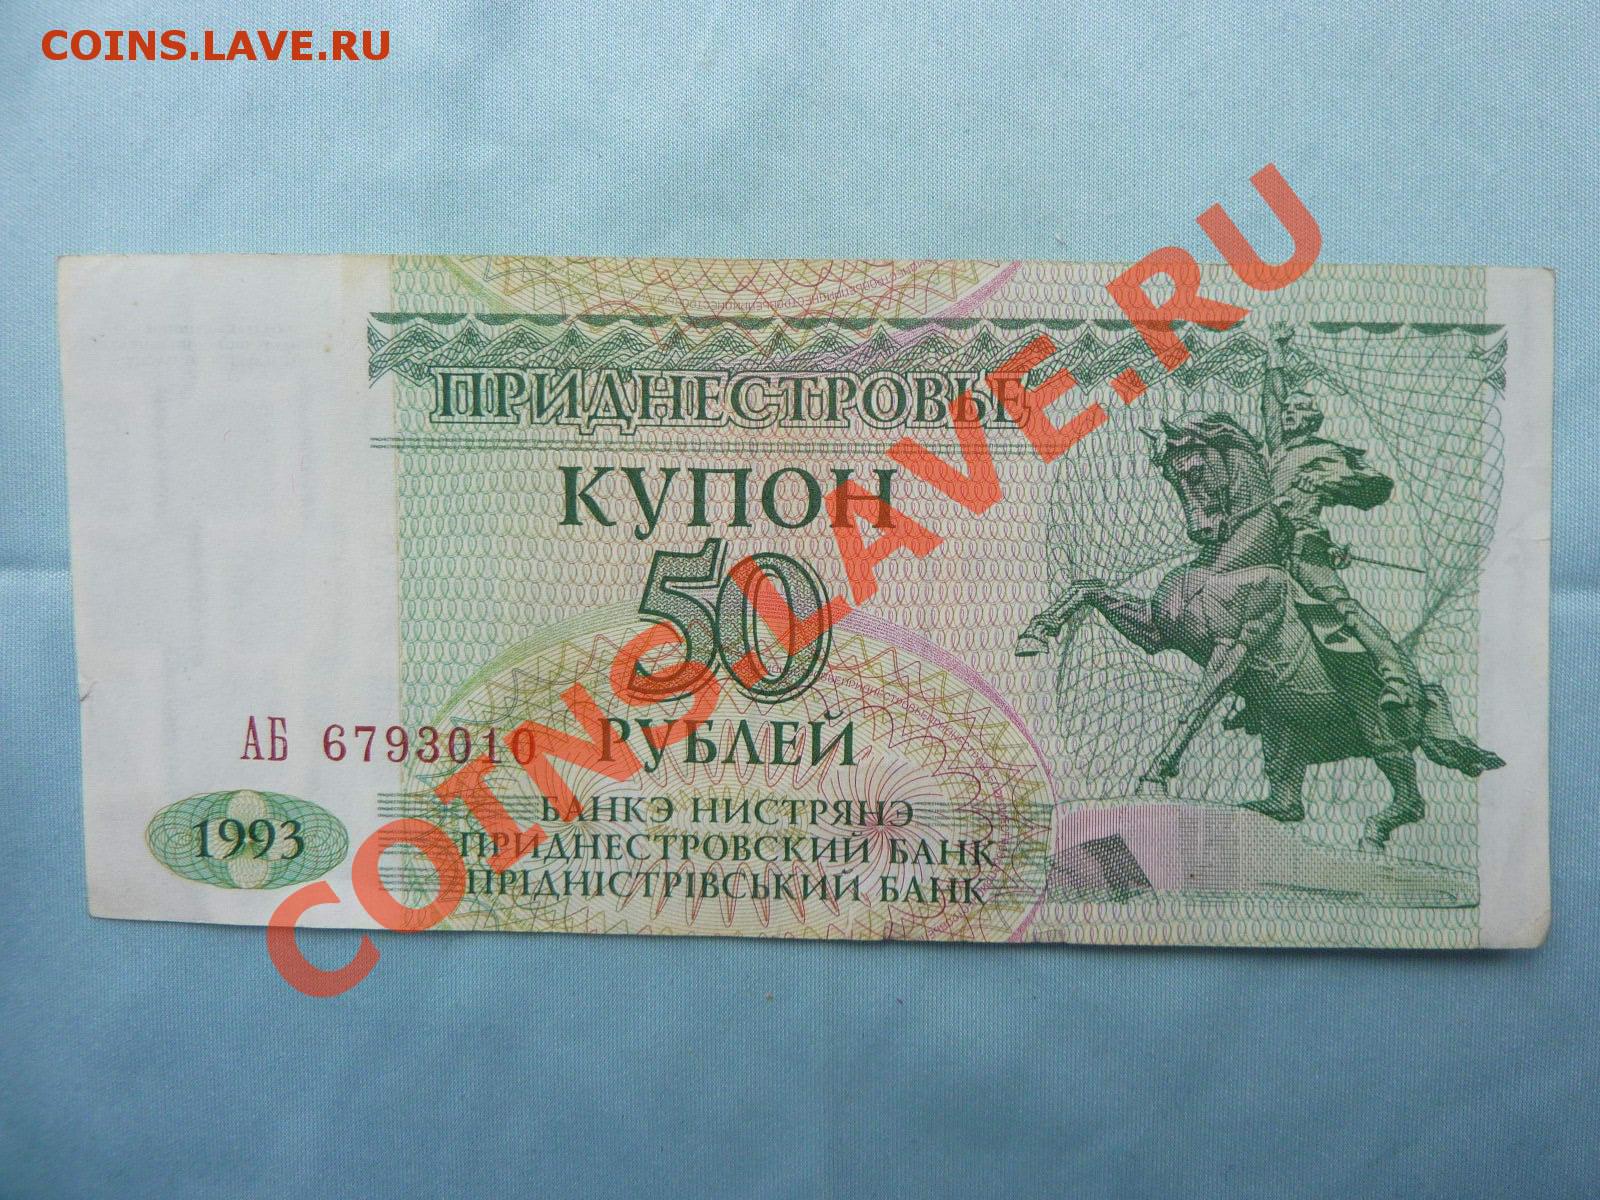 COINS.LAVE.RU
ПРИДНЕСТРОВЬЕ
КУПОН
50
РУБЛЕЙ
АБ 6793010
1993
БАНКЭ НИСТРЯНЭ
ПРИДНЕСТРОВСКИЙ БАНК
ПРІДНІСТРІВСЬКИЙ БАНК
COINS.LAVE.RU